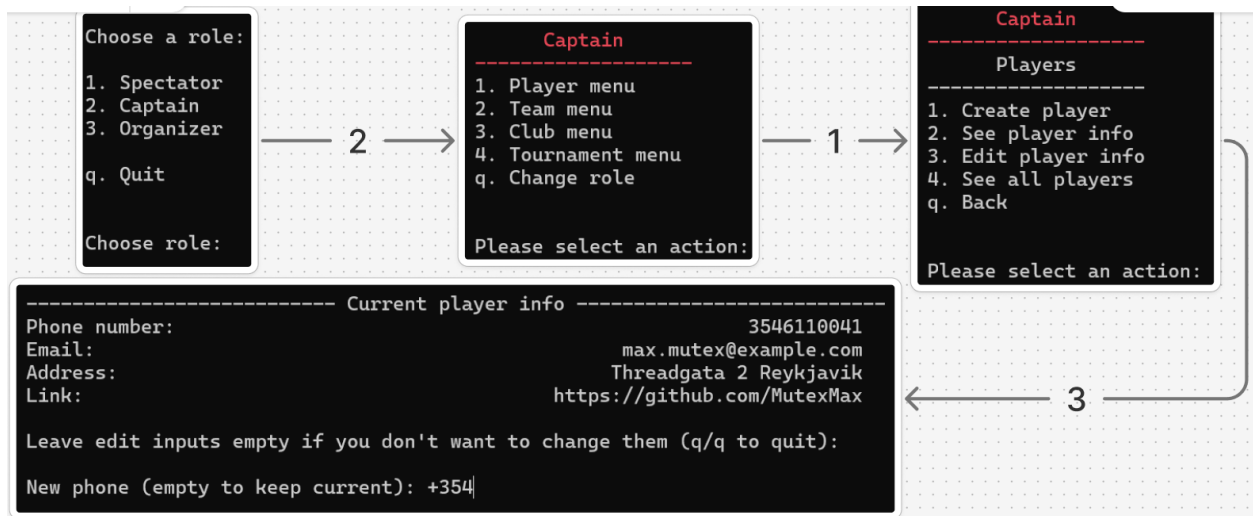 Choose a role:
1. Spectator
2. Captain
3. Organizer
q. Quit
Choose role:
2
Captain
-------------------
1. Player menu
2. Team menu
3. Club menu
4. Tournament menu
q. Change role
Please select an action:
1
Captain
-------------------
Players
-------------------
1. Create player
2. See player info
3. Edit player info
4. See all players
q. Back
Please select an action:
3
--------------------------- Current player info ---------------------------
Phone number: 3546110041
Email: max.mutex@example.com
Address: Threadgata 2 Reykjavik
Link: https://github.com/MutexMax
Leave edit inputs empty if you don't want to change them (q/q to quit):
New phone (empty to keep current): +354